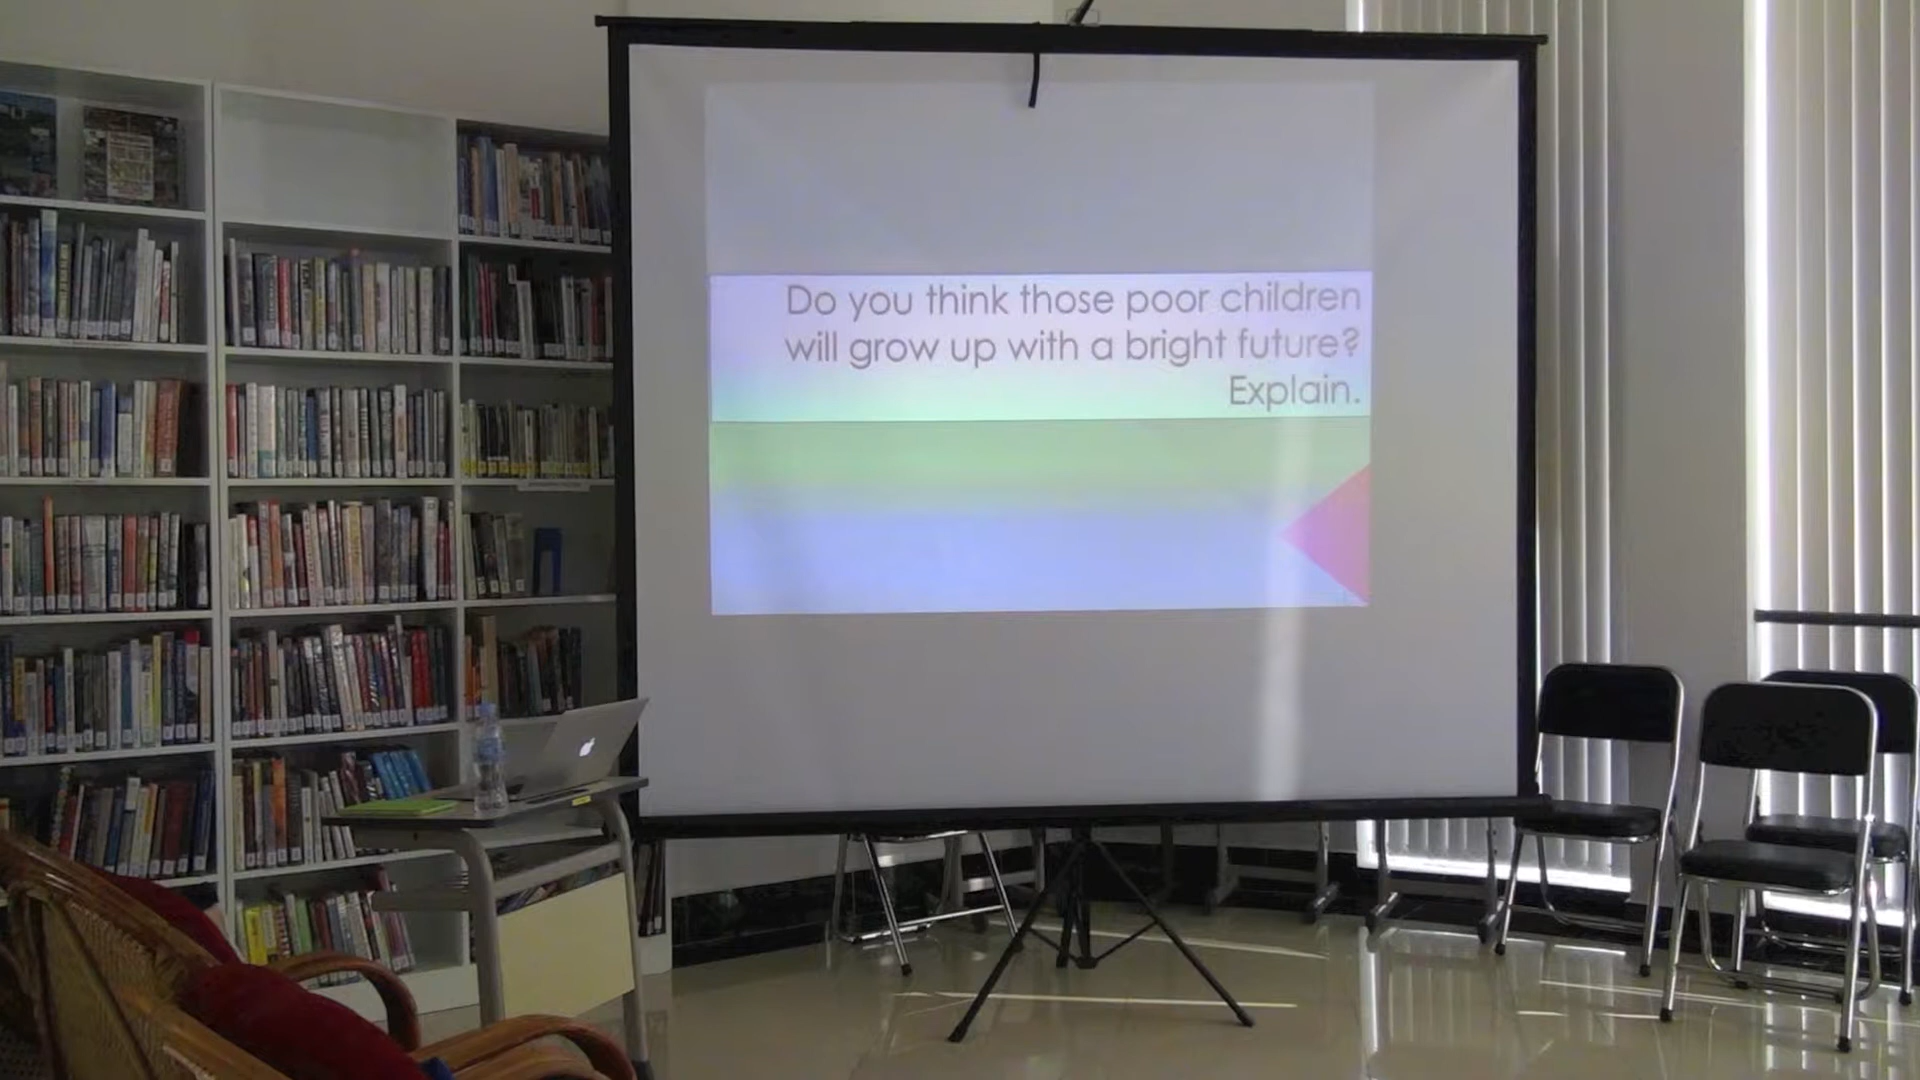 Do you think those poor children
will grow up with a bright future?
Explain.